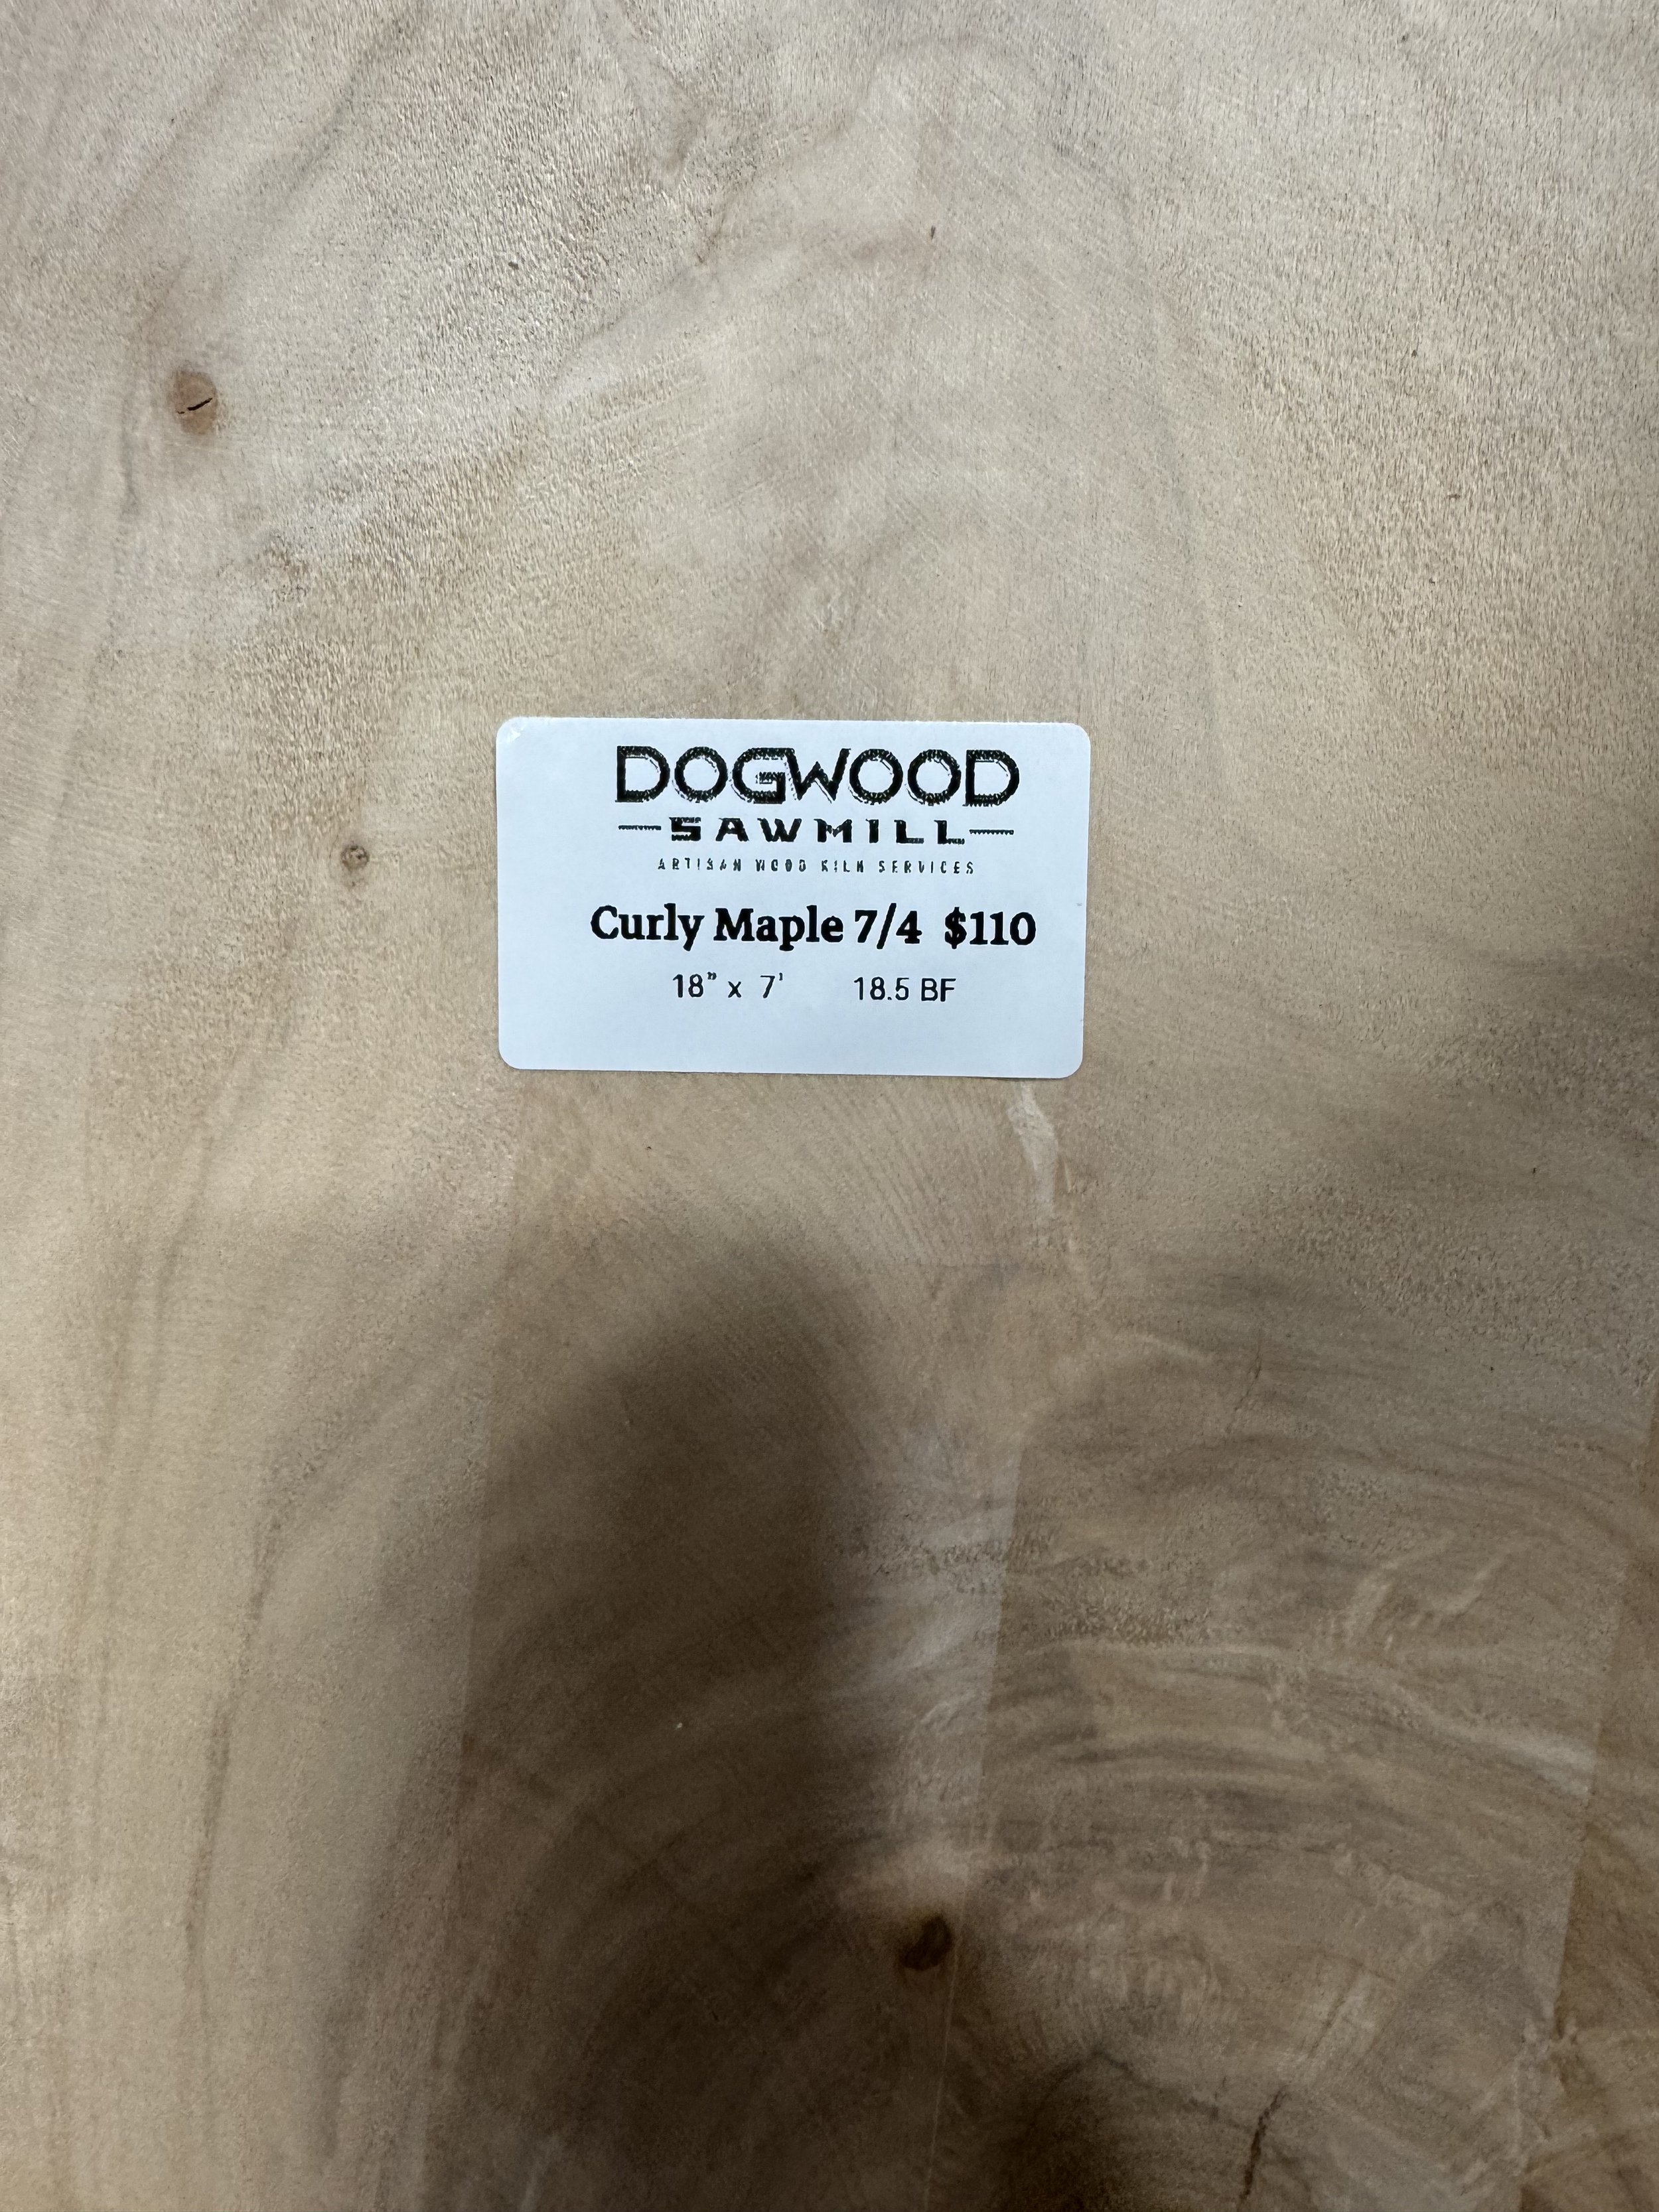 DOGWOOD
SAWMILL
ARTISAN WOOD KILN SERVICES
Curly Maple 7/4 $110
18" x 7' 18.5 BF